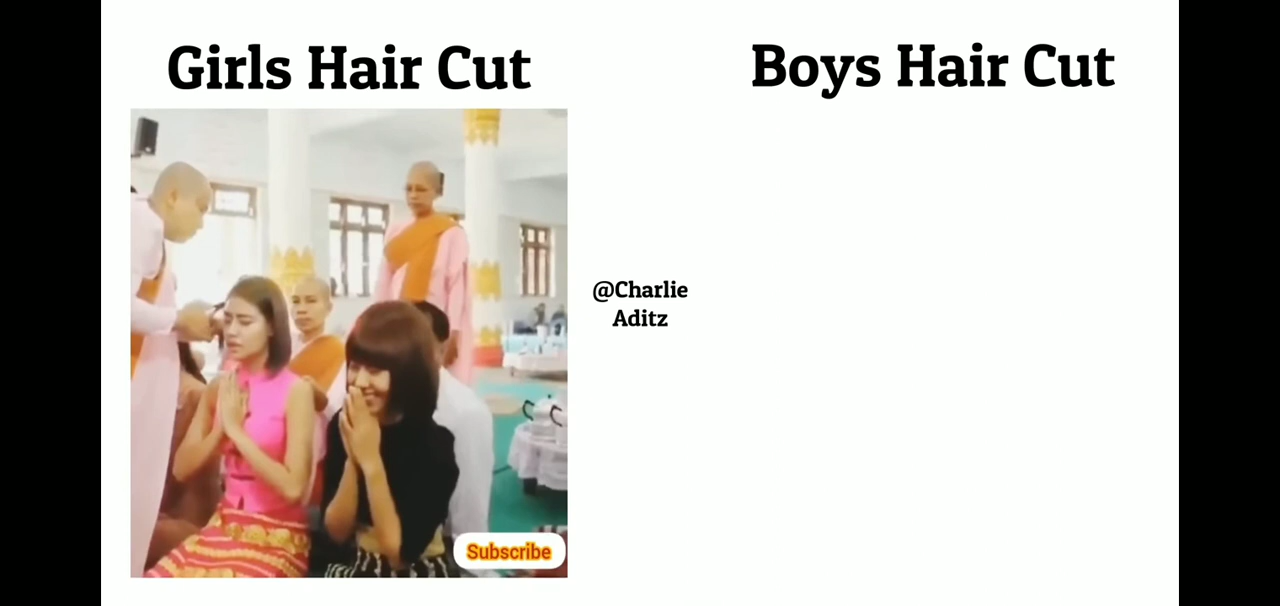 Girls Hair Cut
Boys Hair Cut
@Charlie
Aditz
Subscribe